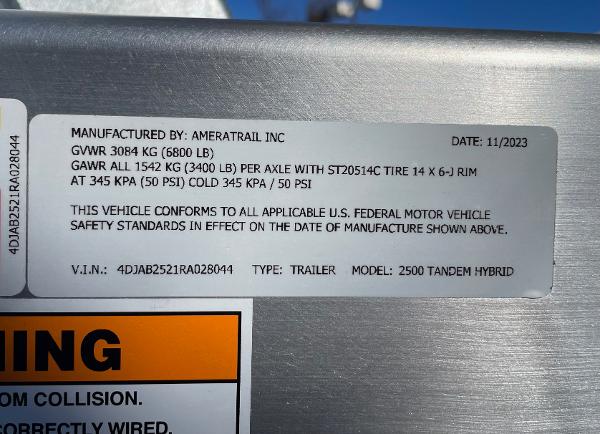 MANUFACTURED BY: AMERATRAIL INC DATE: 11/2023
GVWR 3084 KG (6800 LB)
GAWR ALL 1542 KG (3400 LB) PER AXLE WITH ST20514C TIRE 14 X 6-J RIM
AT 345 KPA (50 PSI) COLD 345 KPA / 50 PSI
THIS VEHICLE CONFORMS TO ALL APPLICABLE U.S. FEDERAL MOTOR VEHICLE
SAFETY STANDARDS IN EFFECT ON THE DATE OF MANUFACTURE SHOWN ABOVE.
V.I.N.: 4DJAB2521RA028044 TYPE: TRAILER MODEL: 2500 TANDEM HYBRID
4DJAB2521RA028044
NING
OM COLLISION.
CORRECTLY WIRED.